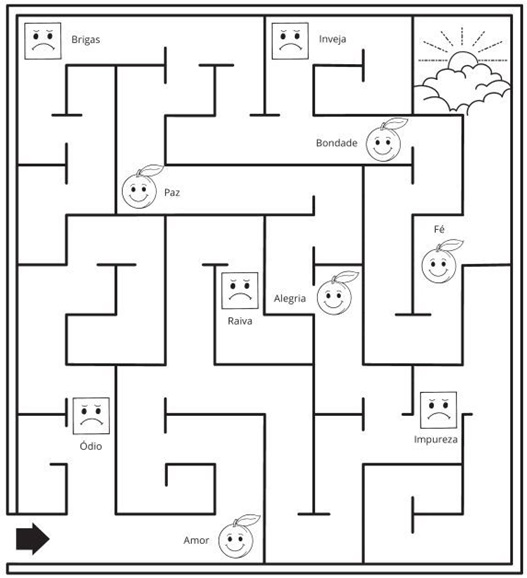 Brigas
Inveja
Bondade
Paz
Fé
Alegria
Raiva
Impureza
Ódio
Amor